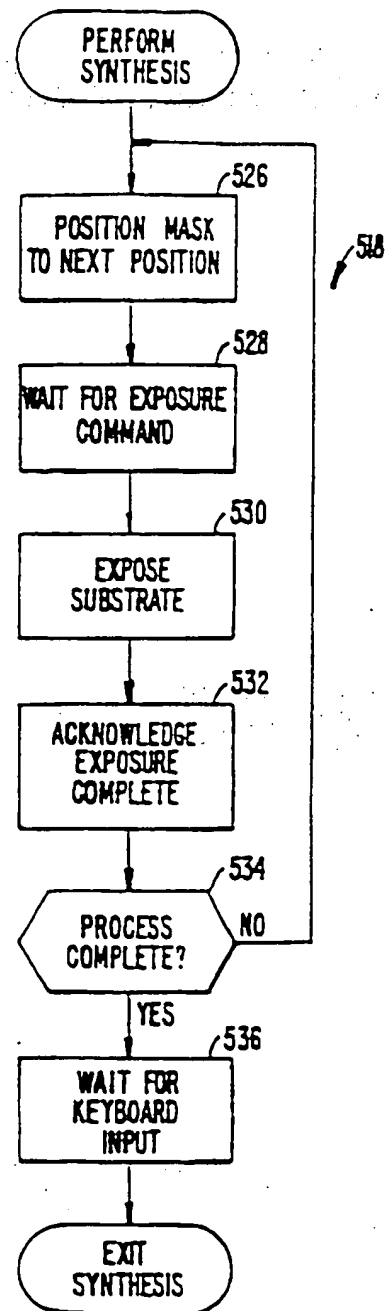 PERFORM
SYNTHESIS
526
POSITION MASK
TO NEXT POSITION
518
528
WAIT FOR EXPOSURE
COMMAND
530
EXPOSE
SUBSTRATE
532
ACKNOWLEDGE
EXPOSURE
COMPLETE
534
PROCESS
COMPLETE?
NO
YES
536
WAIT FOR
KEYBOARD
INPUT
EXIT
SYNTHESIS